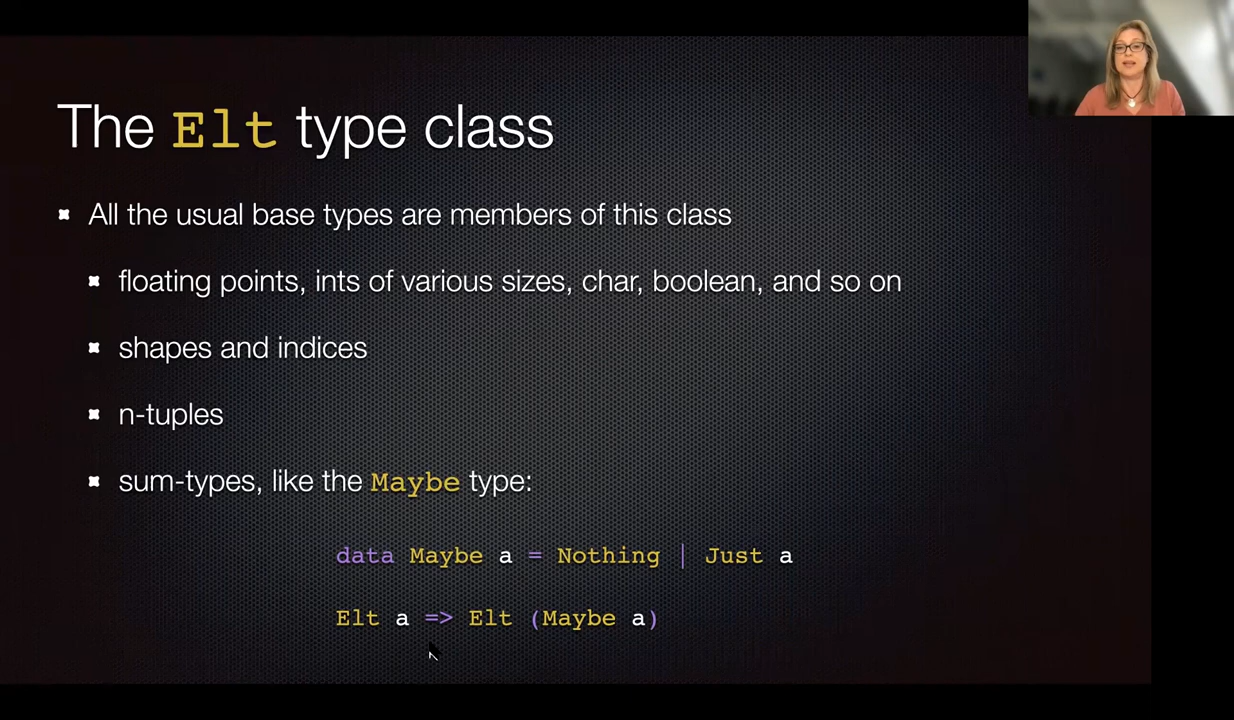 The Elt type class
All the usual base types are members of this class
floating points, ints of various sizes, char, boolean, and so on
shapes and indices
n-tuples
sum-types, like the Maybe type:
data Maybe a = Nothing | Just a
Elt a => Elt (Maybe a)